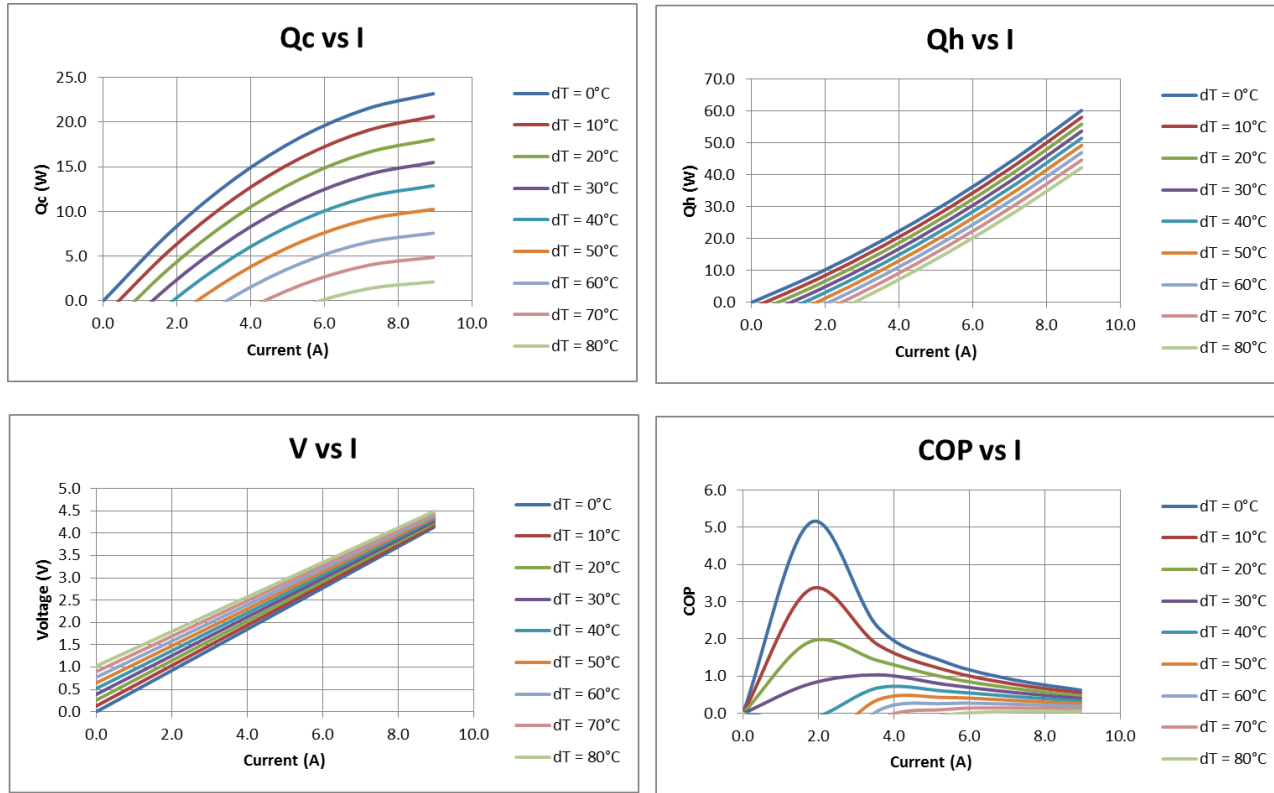 Qc vs I
25.0
20.0
15.0
10.0
5.0
0.0
Qc (W)
0.0 2.0 4.0 6.0 8.0 10.0
Current (A)
dT = 0°C
dT = 10°C
dT = 20°C
dT = 30°C
dT = 40°C
dT = 50°C
dT = 60°C
dT = 70°C
dT = 80°C
Qh vs I
70.0
60.0
50.0
40.0
30.0
20.0
10.0
0.0
Qh (W)
0.0 2.0 4.0 6.0 8.0 10.0
Current (A)
dT = 0°C
dT = 10°C
dT = 20°C
dT = 30°C
dT = 40°C
dT = 50°C
dT = 60°C
dT = 70°C
dT = 80°C
V vs I
5.0
4.5
4.0
3.5
3.0
2.5
2.0
1.5
1.0
0.5
0.0
Voltage (V)
0.0 2.0 4.0 6.0 8.0 10.0
Current (A)
dT = 0°C
dT = 10°C
dT = 20°C
dT = 30°C
dT = 40°C
dT = 50°C
dT = 60°C
dT = 70°C
dT = 80°C
COP vs I
6.0
5.0
4.0
3.0
2.0
1.0
0.0
COP
0.0 2.0 4.0 6.0 8.0 10.0
Current (A)
dT = 0°C
dT = 10°C
dT = 20°C
dT = 30°C
dT = 40°C
dT = 50°C
dT = 60°C
dT = 70°C
dT = 80°C